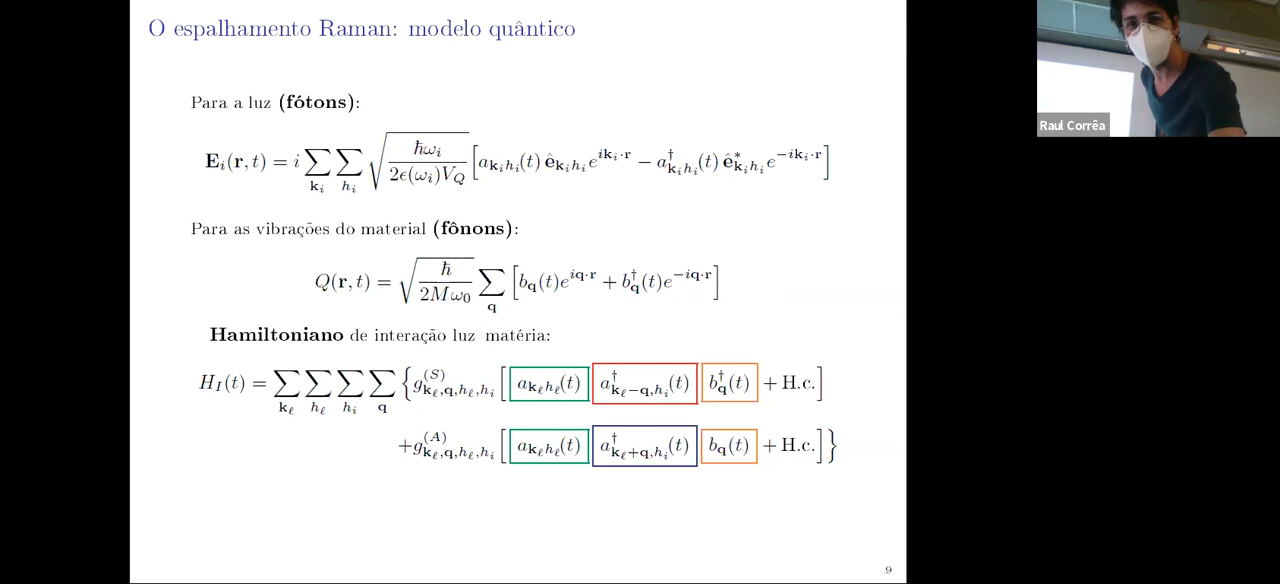 O espalhamento Raman: modelo quântico
Raul Corrêa
Para a luz (fótons):
E_i(r, t) = i ∑_{k_i} ∑_{h_i} √(ħω_i / 2ϵ(ω_i)V_Q) [a_{k_i h_i}(t) ê_{k_i h_i} e^{ik_i·r} − a†_{k_i h_i}(t) ê*_{k_i h_i} e^{−ik_i·r}]
Para as vibrações do material (fônons):
Q(r, t) = √(ħ / 2Mω_0) ∑_q [b_q(t)e^{iq·r} + b†_q(t)e^{−iq·r}]
Hamiltoniano de interação luz–matéria:
H_I(t) = ∑_{k_ℓ} ∑_{h_ℓ} ∑_{h_i} ∑_q {g^{(S)}_{k_ℓ,q,h_ℓ,h_i} [a_{k_ℓ h_ℓ}(t) a†_{k_ℓ−q,h_i}(t) b†_q(t) + H.c.]
+g^{(A)}_{k_ℓ,q,h_ℓ,h_i} [a_{k_ℓ h_ℓ}(t) a†_{k_ℓ+q,h_i}(t) b_q(t) + H.c.]}
9